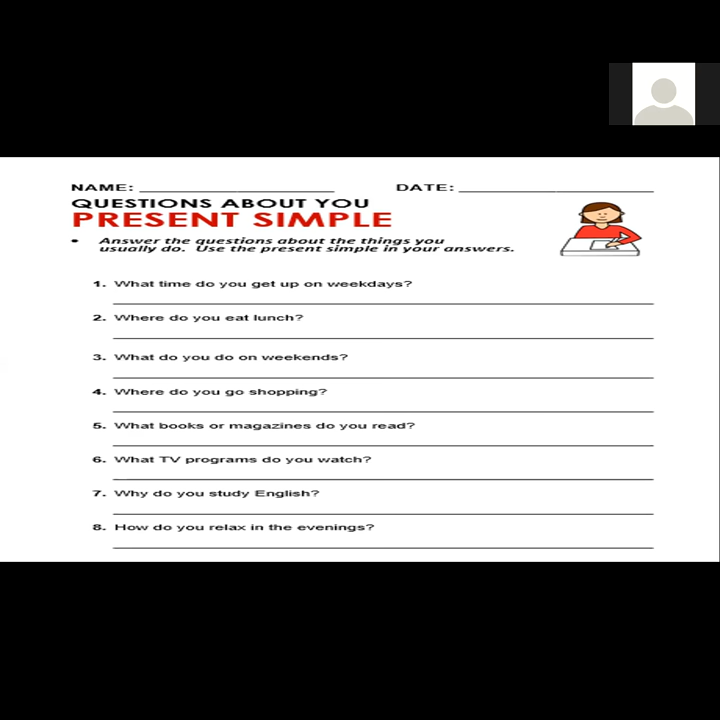 NAME: ____________________ DATE: ____________________
QUESTIONS ABOUT YOU
PRESENT SIMPLE
• Answer the questions about the things you
usually do. Use the present simple in your answers.
1. What time do you get up on weekdays?
2. Where do you eat lunch?
3. What do you do on weekends?
4. Where do you go shopping?
5. What books or magazines do you read?
6. What TV programs do you watch?
7. Why do you study English?
8. How do you relax in the evenings?